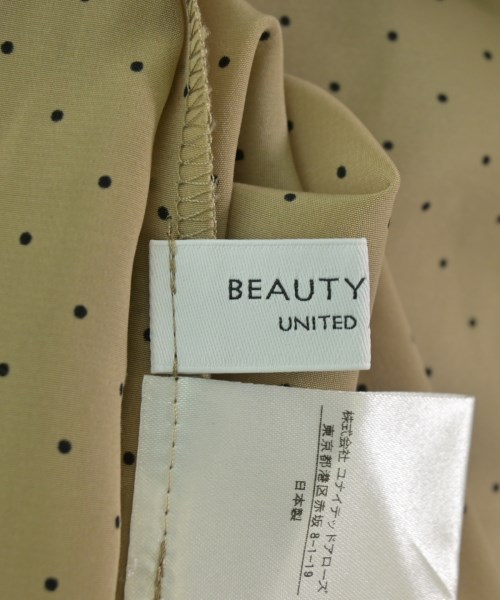 BEAUTY
UNITED
株式会社 ユナイテッドアローズ
東京都港区赤坂8-1-19
日本製